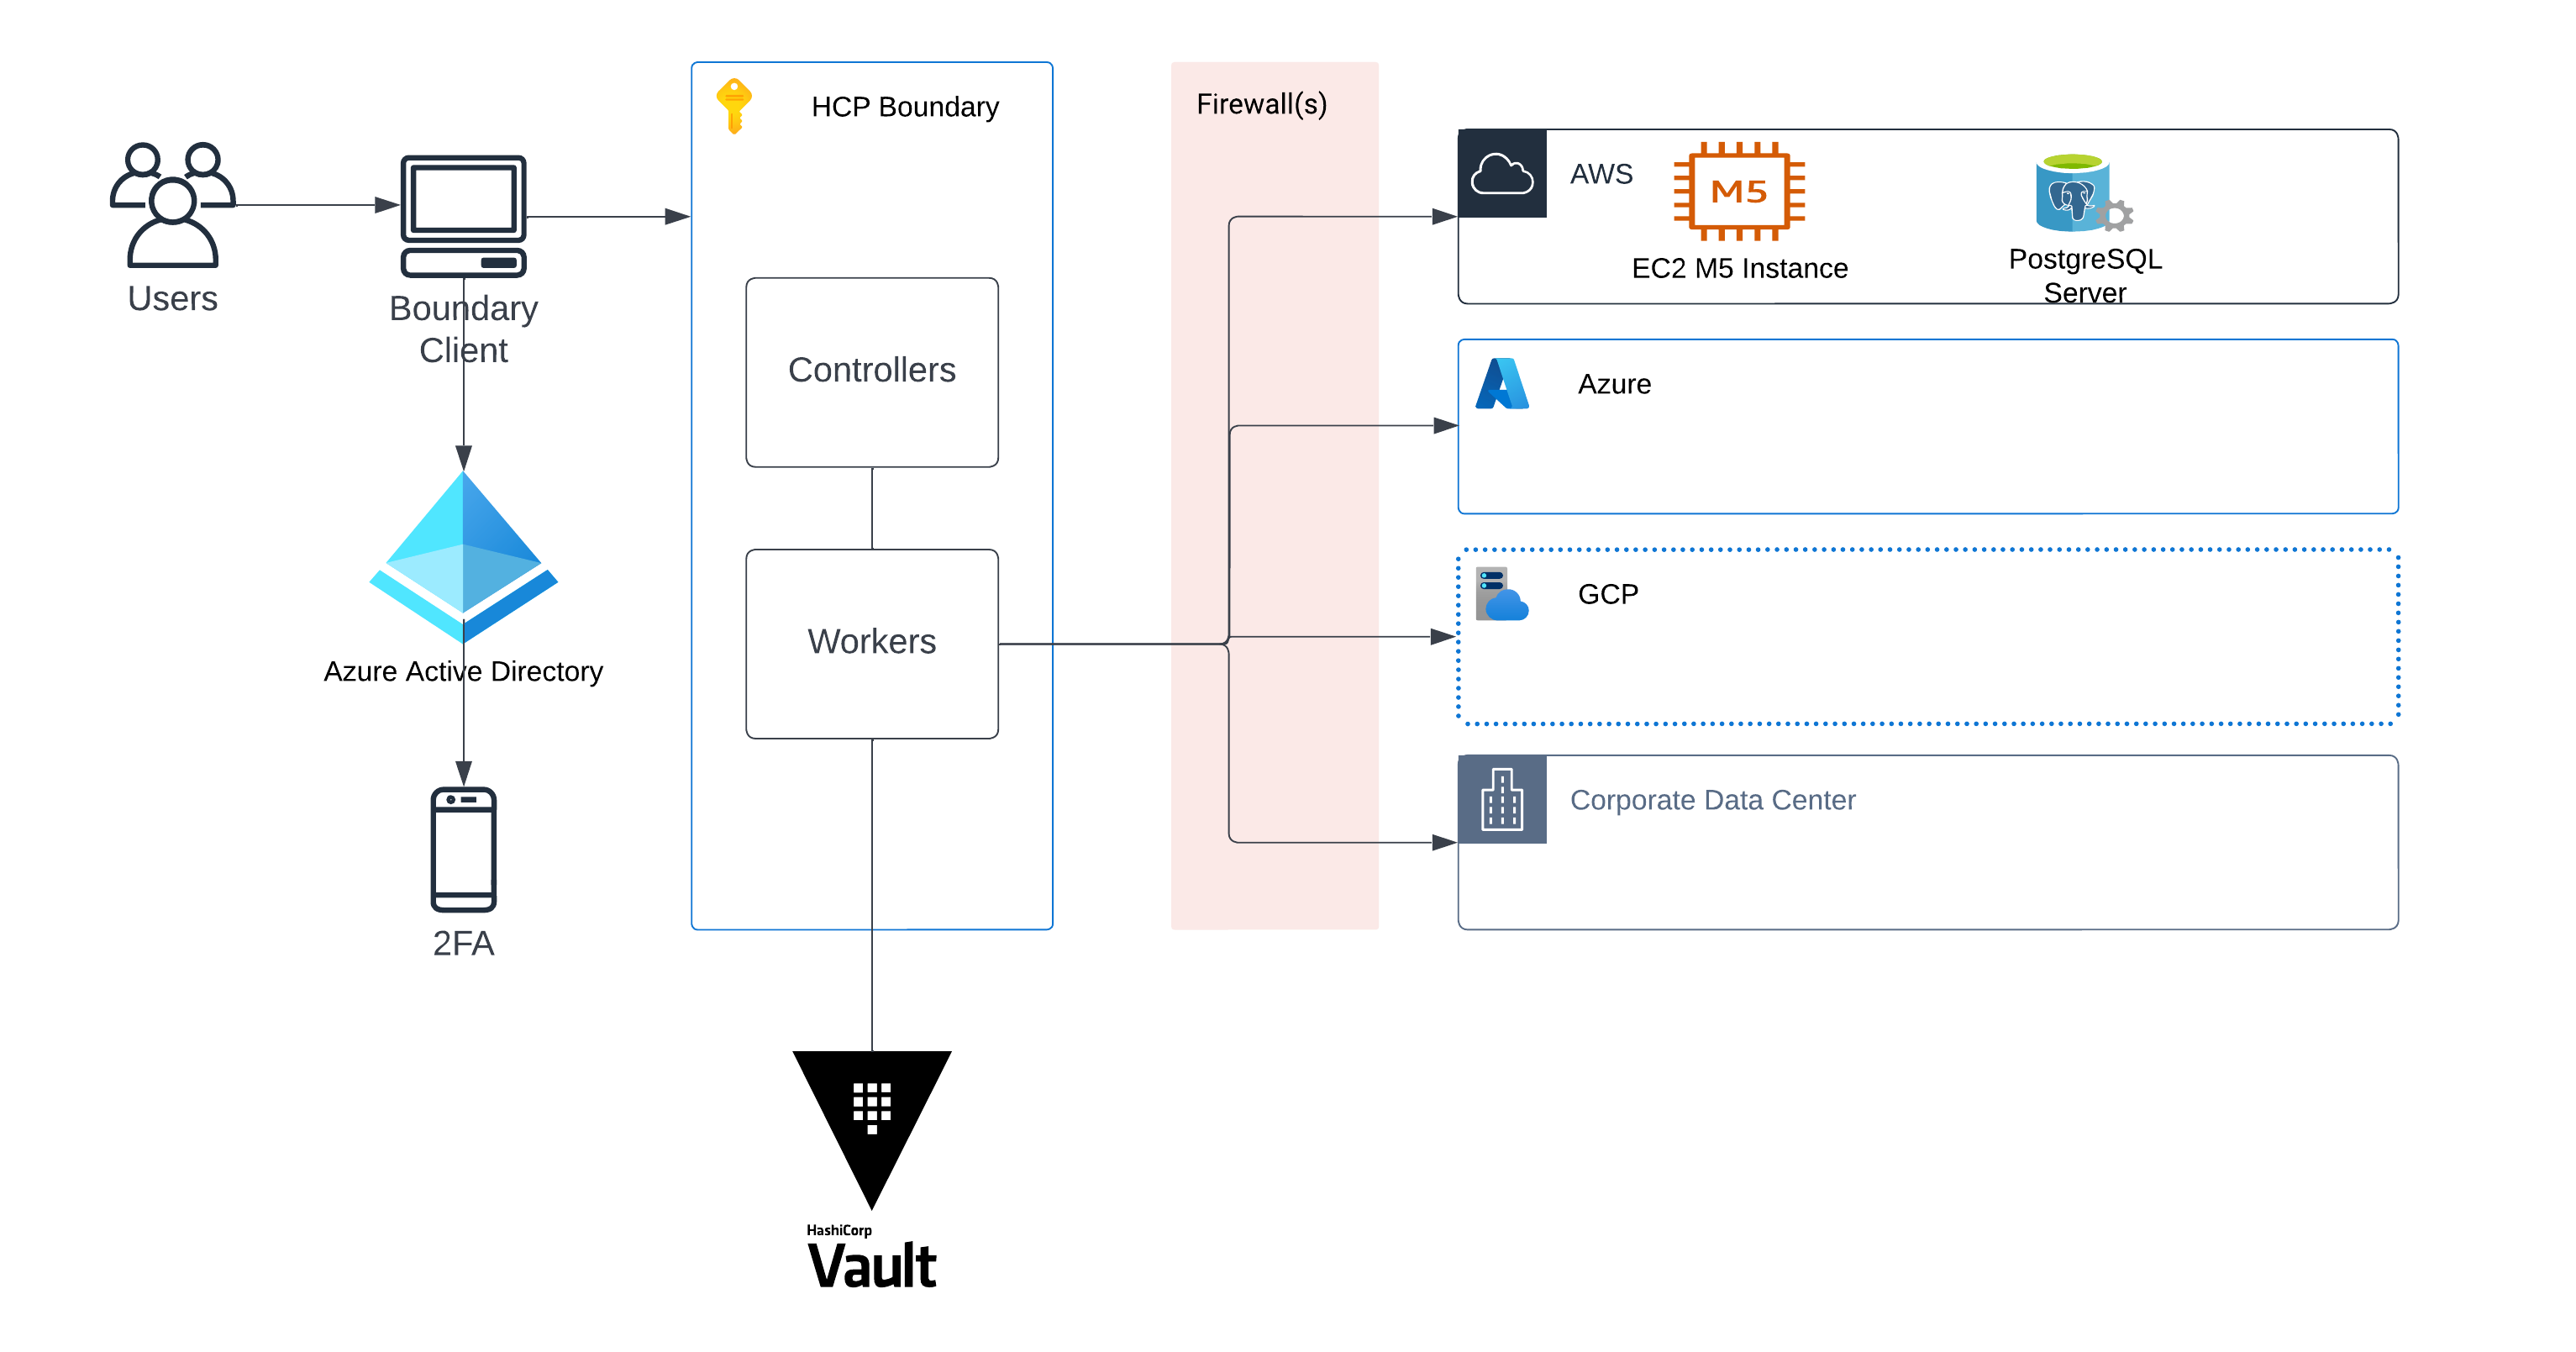 HCP Boundary
Firewall(s)
AWS
M5
EC2 M5 Instance
PostgreSQL
Server
Users
Boundary
Client
Controllers
Azure
GCP
Workers
Azure Active Directory
Corporate Data Center
2FA
HashiCorp
Vault